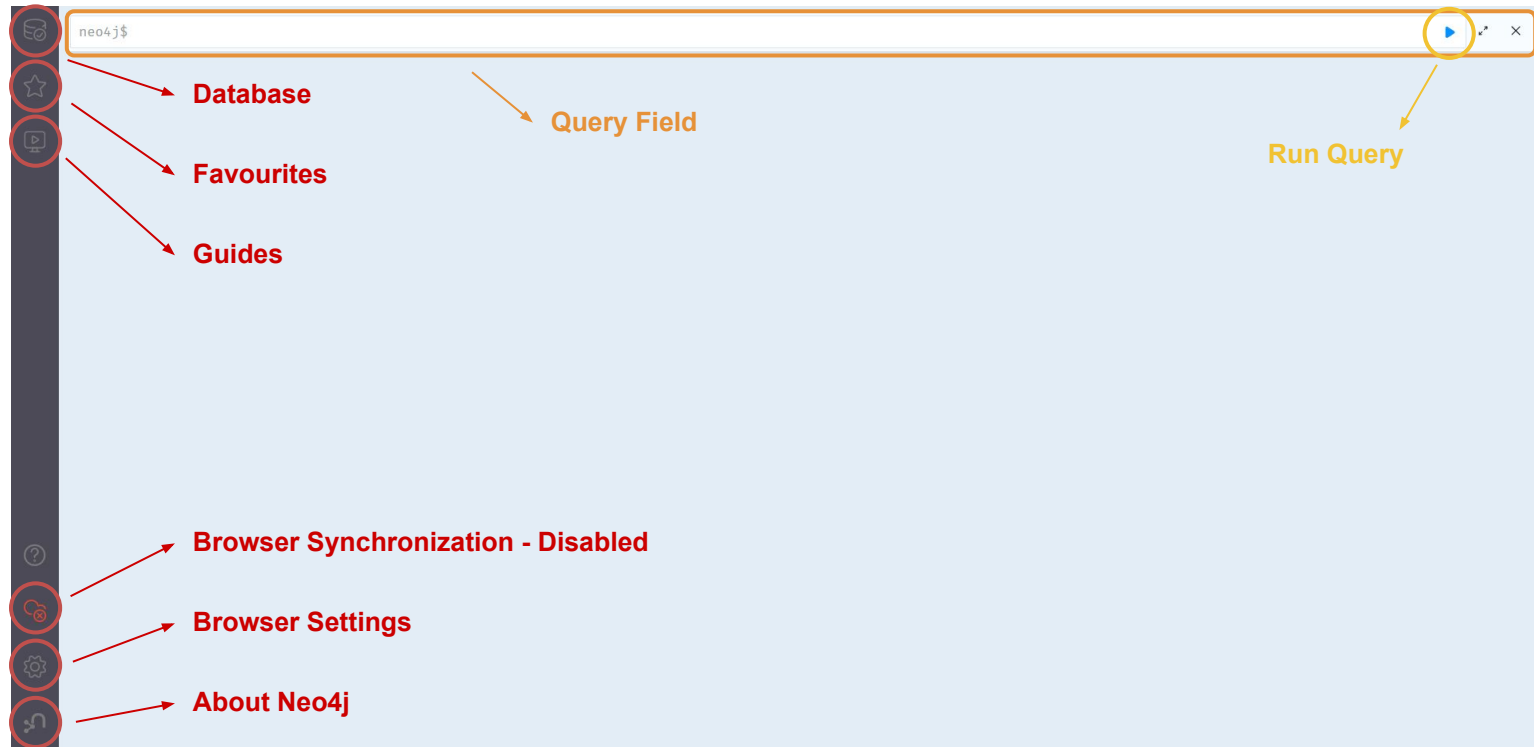 neo4j$
Database
Query Field
Run Query
Favourites
Guides
Browser Synchronization - Disabled
Browser Settings
About Neo4j